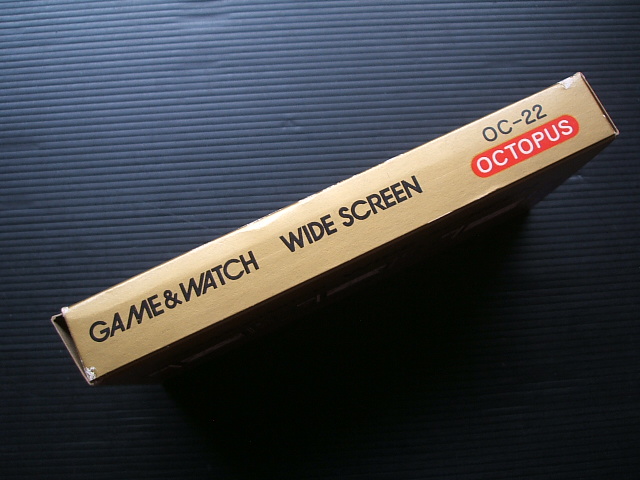 GAME&WATCH WIDE SCREEN
OC-22
OCTOPUS